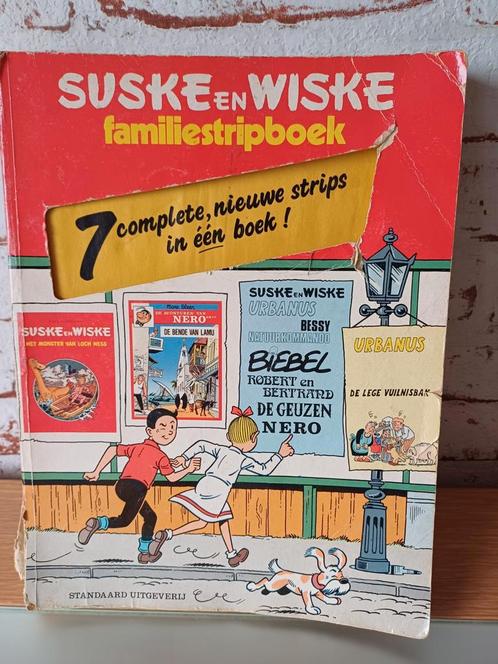 SUSKE EN WISKE
familiestripboek
7 complete, nieuwe strips
in één boek !
SUSKE EN WISKE
HET MONSTER VAN LOCH NESS
Marc Sleen
DE AVONTUREN VAN
NERO
DE BENDE VAN LAMU
SUSKE EN WISKE
URBANUS
BESSY
NATUURKOMMANDO
BIEBEL
ROBERT en
BERTRAND
DE GEUZEN
NERO
URBANUS
DE LEGE VUILNISBAK
STANDAARD UITGEVERIJ